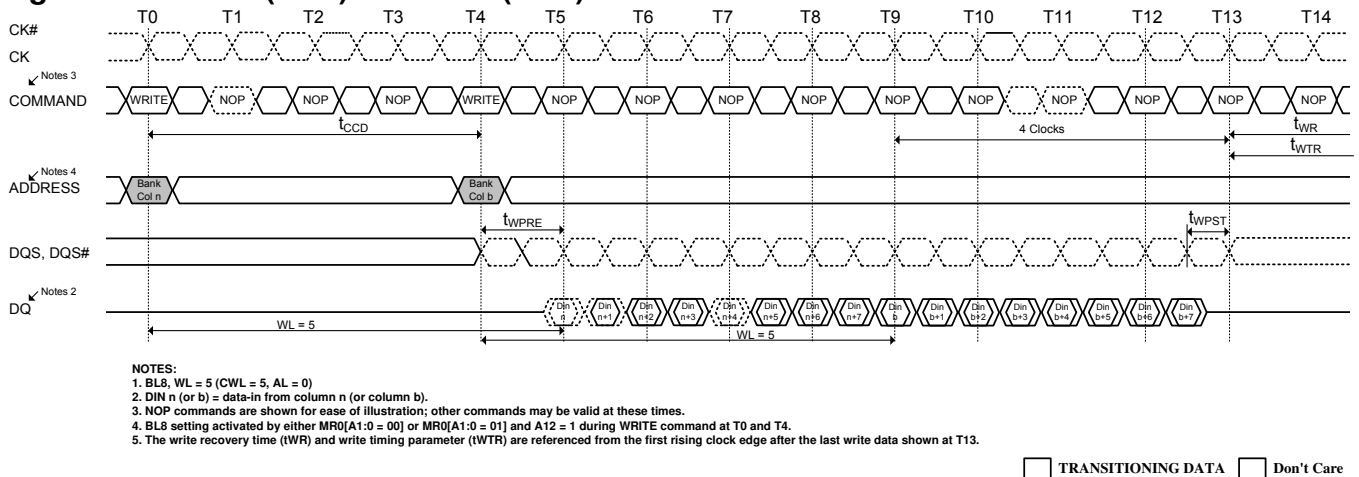 T0 T1 T2 T3 T4 T5 T6 T7 T8 T9 T10 T11 T12 T13 T14
CK#
CK
Notes 3
COMMAND WRITE NOP NOP NOP WRITE NOP NOP NOP NOP NOP NOP NOP NOP NOP NOP
tCCD
4 Clocks
tWR
tWTR
Notes 4
ADDRESS
Bank Bank
Col n Col b
tWPRE
tWPST
DQS, DQS#
Notes 2
DQ
Din Din Din Din Din Din Din Din Din Din Din Din Din Din Din Din
n n+1 n+2 n+3 n+4 n+5 n+6 n+7 b b+1 b+2 b+3 b+4 b+5 b+6 b+7
WL = 5
WL = 5
NOTES:
1. BL8, WL = 5 (CWL = 5, AL = 0)
2. DIN n (or b) = data-in from column n (or column b).
3. NOP commands are shown for ease of illustration; other commands may be valid at these times.
4. BL8 setting activated by either MR0[A1:0 = 00] or MR0[A1:0 = 01] and A12 = 1 during WRITE command at T0 and T4.
5. The write recovery time (tWR) and write timing parameter (tWTR) are referenced from the first rising clock edge after the last write data shown at T13.
TRANSITIONING DATA Don't Care